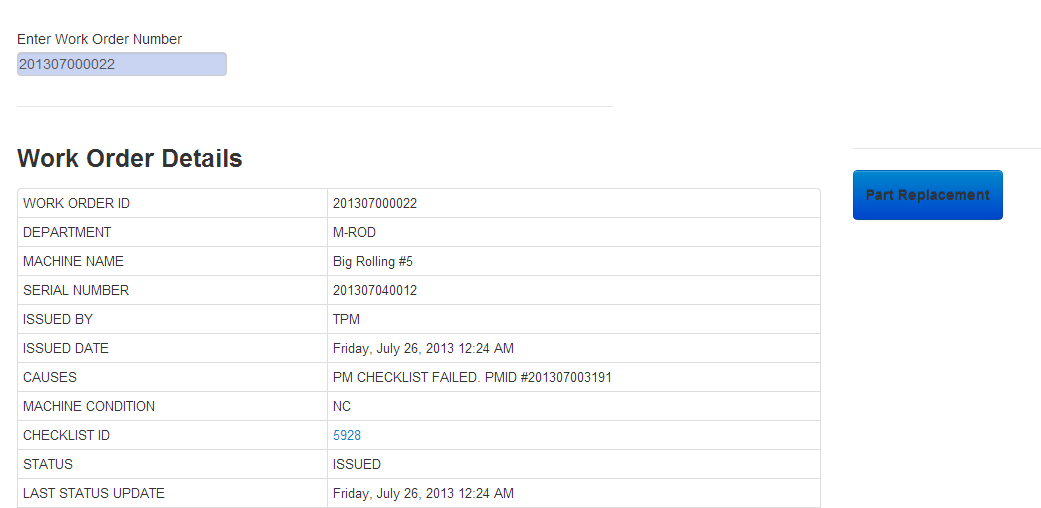 Enter Work Order Number
201307000022
Work Order Details
Part Replacement
WORK ORDER ID 201307000022
DEPARTMENT M-ROD
MACHINE NAME Big Rolling #5
SERIAL NUMBER 201307040012
ISSUED BY TPM
ISSUED DATE Friday, July 26, 2013 12:24 AM
CAUSES PM CHECKLIST FAILED. PMID #201307003191
MACHINE CONDITION NC
CHECKLIST ID 5928
STATUS ISSUED
LAST STATUS UPDATE Friday, July 26, 2013 12:24 AM